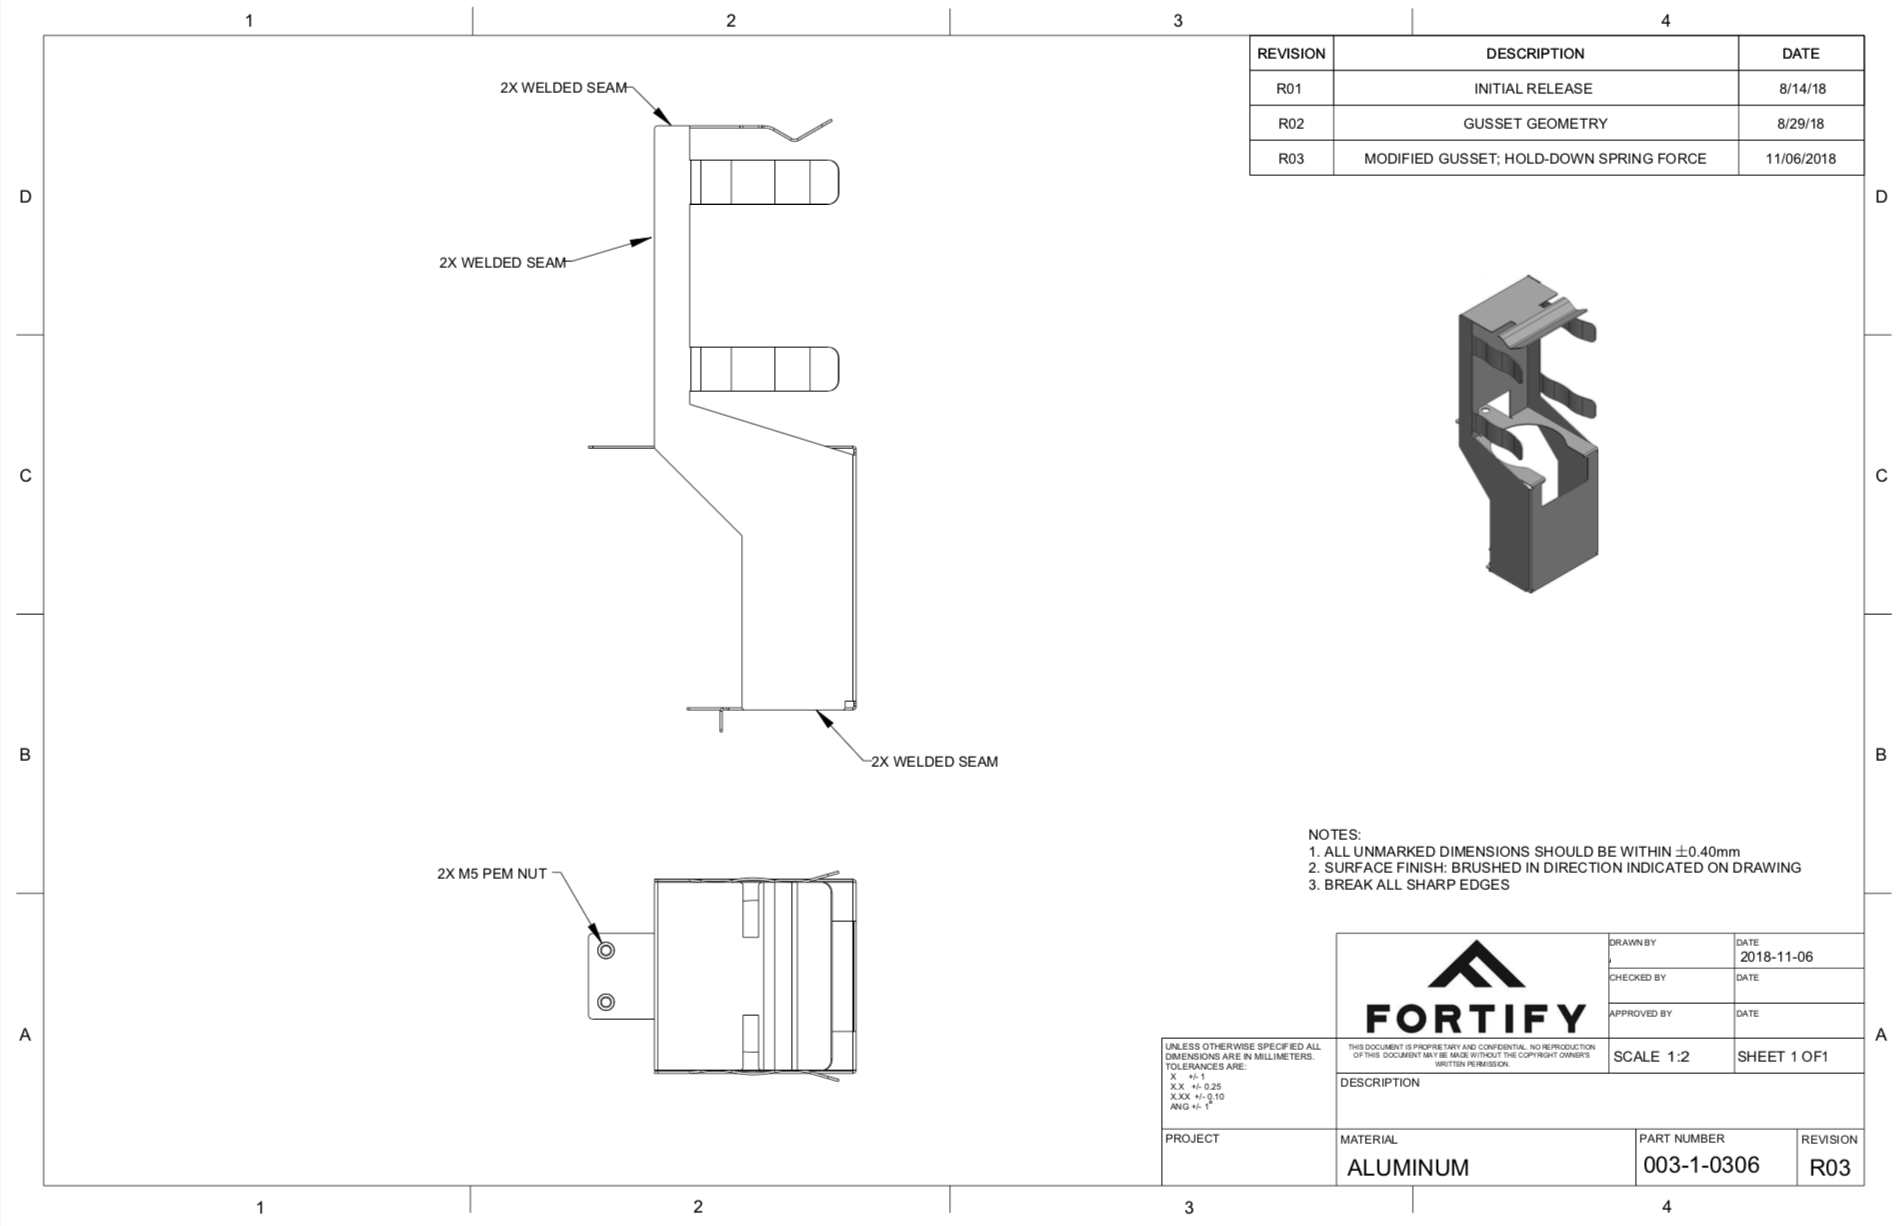 1 2 3 4
REVISION DESCRIPTION DATE
R01 INITIAL RELEASE 8/14/18
R02 GUSSET GEOMETRY 8/29/18
R03 MODIFIED GUSSET; HOLD-DOWN SPRING FORCE 11/06/2018
2X WELDED SEAM
D D
2X WELDED SEAM
C C
B B
2X WELDED SEAM
NOTES:
1. ALL UNMARKED DIMENSIONS SHOULD BE WITHIN ±0.40mm
2. SURFACE FINISH: BRUSHED IN DIRECTION INDICATED ON DRAWING
3. BREAK ALL SHARP EDGES
2X M5 PEM NUT
A A
FORTIFY
DRAWN BY
DATE
2018-11-06
CHECKED BY
DATE
APPROVED BY
DATE
THIS DOCUMENT IS PROPRIETARY AND CONFIDENTIAL. NO REPRODUCTION
OF THIS DOCUMENT MAY BE MADE WITHOUT THE COPYRIGHT OWNER'S
WRITTEN PERMISSION.
SCALE 1:2
SHEET 1 OF1
UNLESS OTHERWISE SPECIFIED ALL
DIMENSIONS ARE IN MILLIMETERS.
TOLERANCES ARE:
X +/- 1
X.X +/- 0.25
X.XX +/- 0.10
ANG +/- 1°
DESCRIPTION
PROJECT
MATERIAL
ALUMINUM
PART NUMBER
003-1-0306
REVISION
R03
1 2 3 4